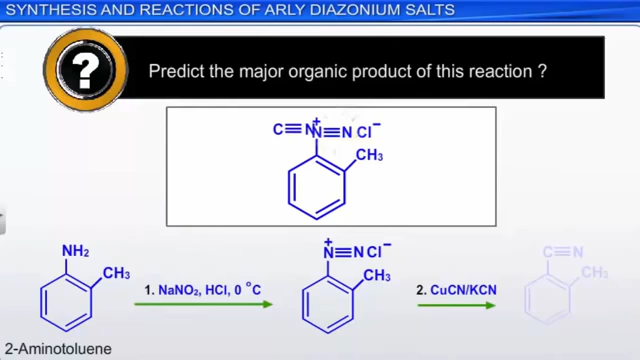 SYNTHESIS AND REACTIONS OF ARLY DIAZONIUM SALTS
?
Predict the major organic product of this reaction ?
C≡N N≡N Cl⁻
+
CH₃
NH₂
CH₃
1. NaNO₂, HCl, 0 °C
+
N≡N Cl⁻
CH₃
2. CuCN/KCN
C≡N
CH₃
2-Aminotoluene